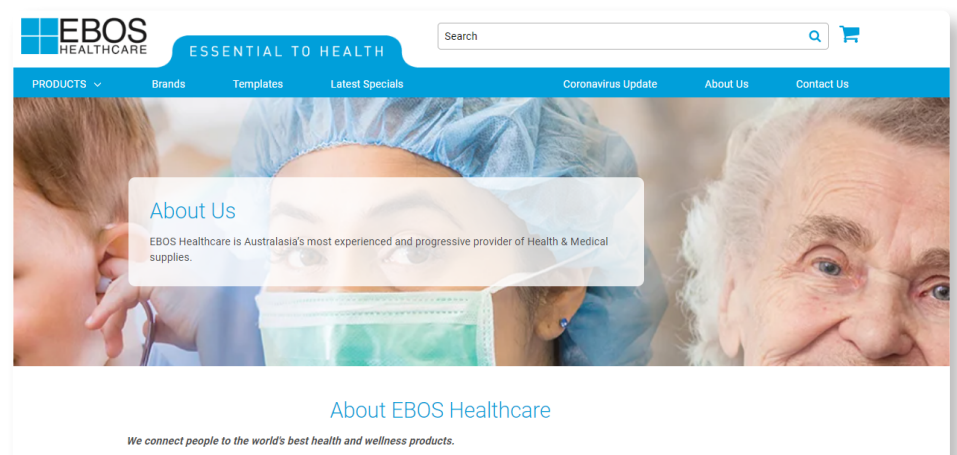 EBOS
HEALTHCARE
ESSENTIAL TO HEALTH
Search
PRODUCTS
Brands
Templates
Latest Specials
Coronavirus Update
About Us
Contact Us
About Us
EBOS Healthcare is Australasia's most experienced and progressive provider of Health & Medical
supplies.
About EBOS Healthcare
We connect people to the world's best health and wellness products.